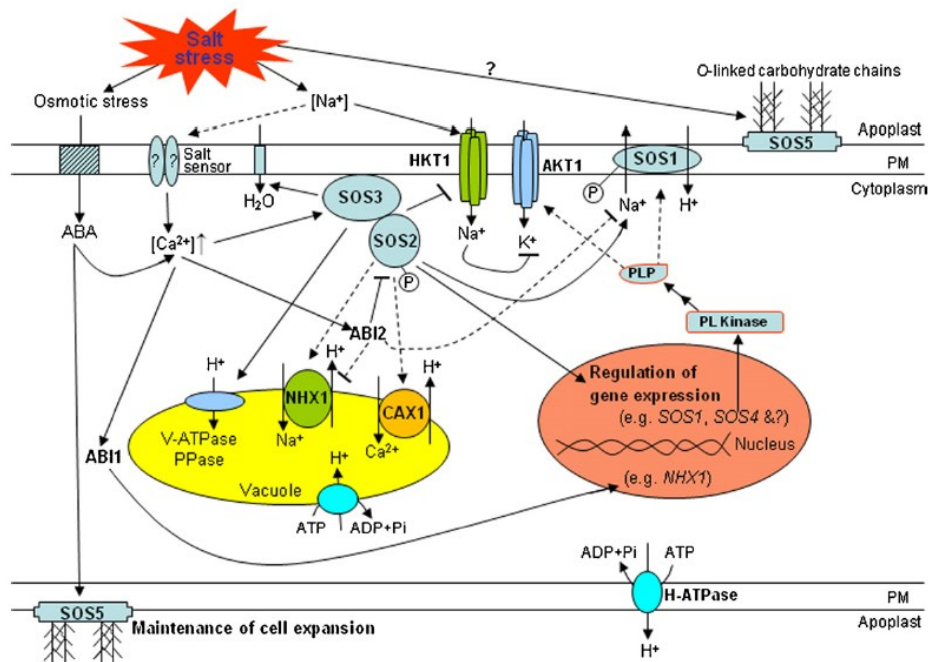 Salt
stress
?
O-linked carbohydrate chains
Osmotic stress
[Na⁺]
Apoplast
SOS5
? ?
Salt
sensor
HKT1
AKT1
SOS1
PM
Cytoplasm
H₂O
SOS3
P
Na⁺
H⁺
ABA
[Ca²⁺]↑
SOS2
Na⁺
K⁺
P
PLP
PL Kinase
ABI2
H⁺
H⁺
H⁺
Regulation of
gene expression
(e.g. SOS1, SOS4 &?)
NHX1
CAX1
V-ATPase
PPase
Na⁺
Ca²⁺
Nucleus
ABI1
H⁺
Vacuole
(e.g. NHX1)
ATP
ADP+Pi
ADP+Pi
ATP
SOS5
H-ATPase
PM
Maintenance of cell expansion
Apoplast
H⁺